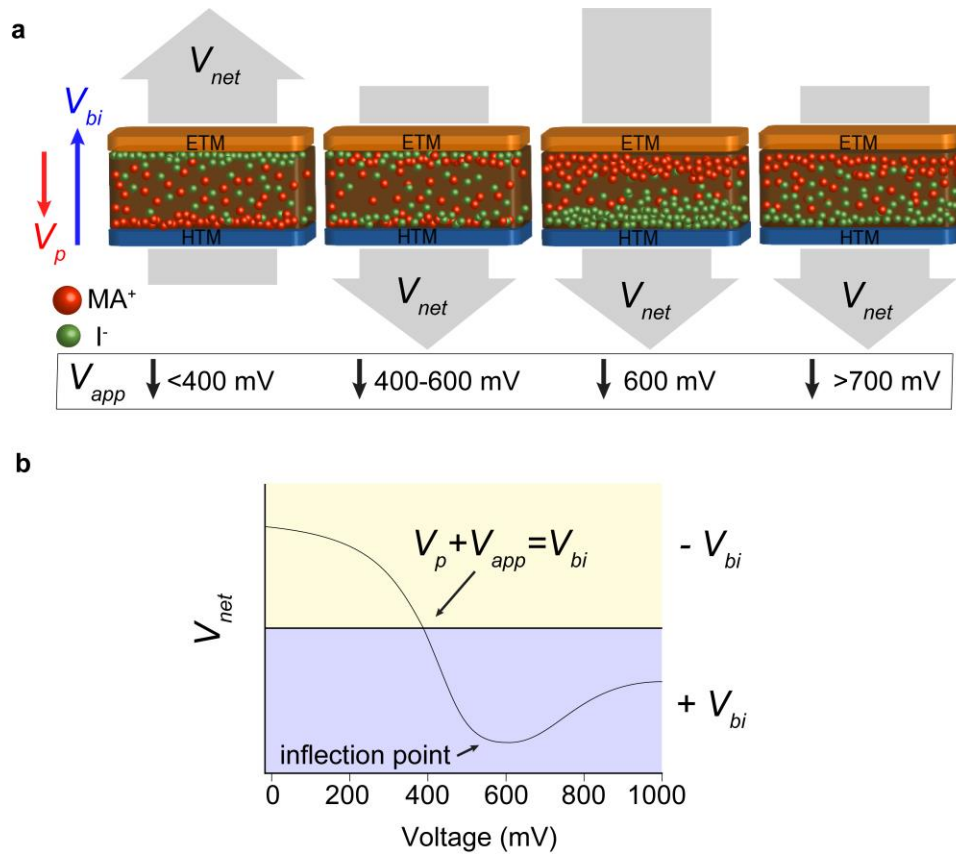 a
V_net
V_bi
V_p
ETM ETM ETM ETM
HTM HTM HTM HTM
V_net V_net V_net
MA⁺
I⁻
V_app ↓ <400 mV ↓ 400-600 mV ↓ 600 mV ↓ >700 mV
b
V_p+V_app=V_bi
- V_bi
V_net
+ V_bi
inflection point
0 200 400 600 800 1000
Voltage (mV)